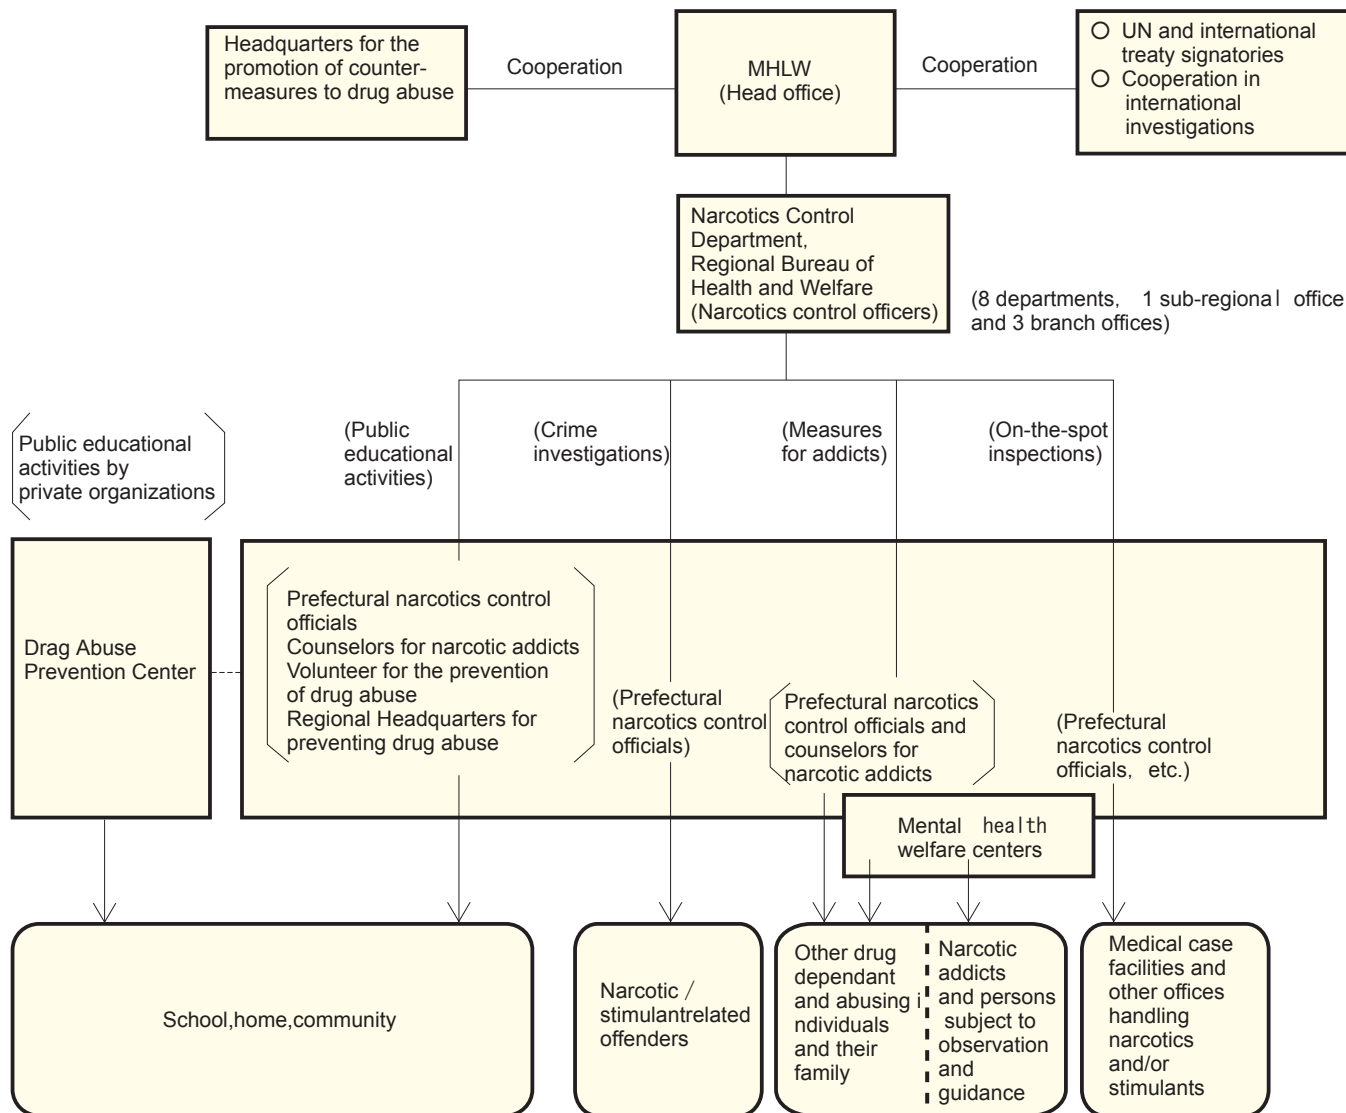 Headquarters for the
promotion of counter-
measures to drug abuse
Cooperation
MHLW
(Head office)
Cooperation
○ UN and international
treaty signatories
○ Cooperation in
international
investigations
Narcotics Control
Department,
Regional Bureau of
Health and Welfare
(Narcotics control officers)
(8 departments, 1 sub-regional office
and 3 branch offices)
Public educational
activities by
private organizations
(Public
educational
activities)
(Crime
investigations)
(Measures
for addicts)
(On-the-spot
inspections)
Drag Abuse
Prevention Center
Prefectural narcotics control
officials
Counselors for narcotic addicts
Volunteer for the prevention
of drug abuse
Regional Headquarters for
preventing drug abuse
(Prefectural
narcotics control
officials)
Prefectural narcotics
control officials and
counselors for
narcotic addicts
(Prefectural
narcotics control
officials, etc.)
Mental health
welfare centers
School,home,community
Narcotic /
stimulantrelated
offenders
Other drug
dependant
and abusing i
ndividuals
and their
family
Narcotic
addicts
and persons
subject to
observation
and
guidance
Medical case
facilities and
other offices
handling
narcotics
and/or
stimulants